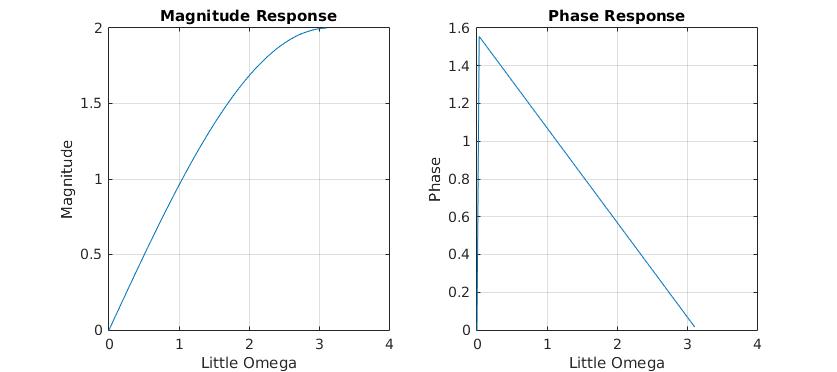 Magnitude Response
2
1.5
1
0.5
0
0 1 2 3 4
Magnitude
Little Omega
Phase Response
1.6
1.4
1.2
1
0.8
0.6
0.4
0.2
0
0 1 2 3 4
Phase
Little Omega